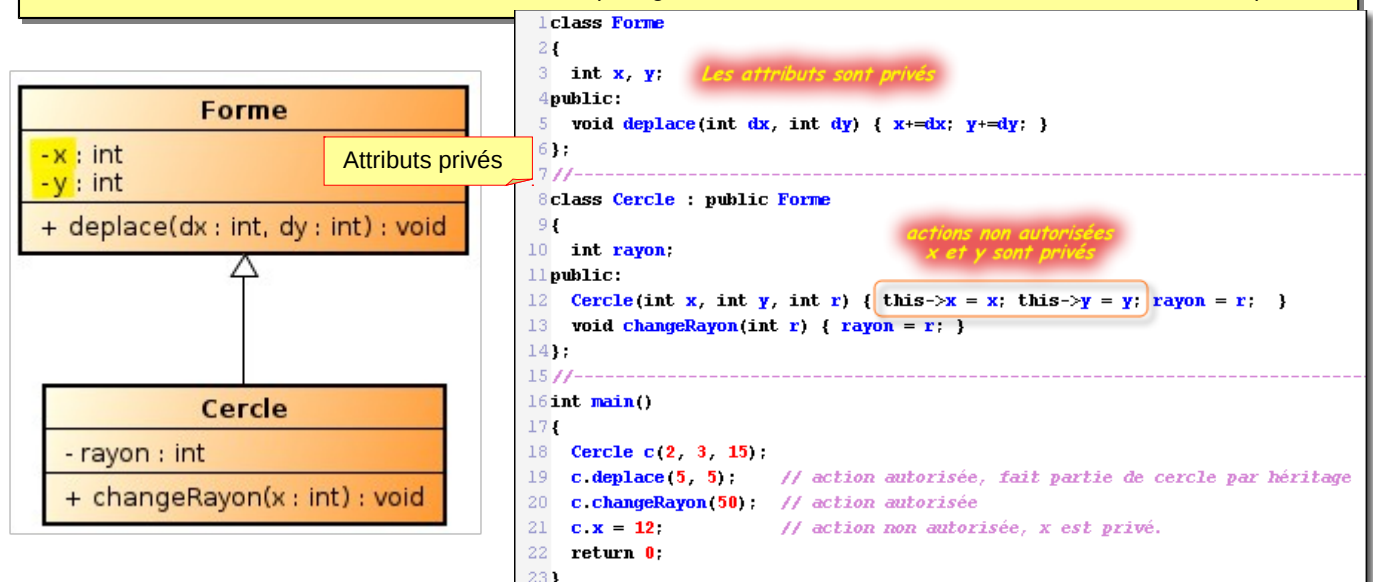 Forme
-x : int
-y : int
+ deplace(dx : int, dy : int) : void
Attributs privés
Cercle
- rayon : int
+ changeRayon(x : int) : void
1 class Forme
2 {
3 int x, y; Les attributs sont privés
4 public:
5 void deplace(int dx, int dy) { x+=dx; y+=dy; }
6 };
7 //------------------------------------------------------------------------
8 class Cercle : public Forme
9 {
actions non autorisées
x et y sont privés
10 int rayon;
11 public:
12 Cercle(int x, int y, int r) { this->x = x; this->y = y; rayon = r; }
13 void changeRayon(int r) { rayon = r; }
14 };
15 //------------------------------------------------------------------------
16 int main()
17 {
18 Cercle c(2, 3, 15);
19 c.deplace(5, 5); // action autorisée, fait partie de cercle par héritage
20 c.changeRayon(50); // action autorisée
21 c.x = 12; // action non autorisée, x est privé.
22 return 0;
23 }